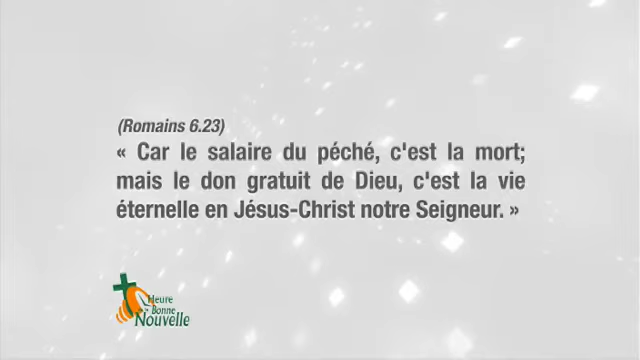 (Romains 6.23)
« Car le salaire du péché, c'est la mort;
mais le don gratuit de Dieu, c'est la vie
éternelle en Jésus-Christ notre Seigneur. »
Heure
Bonne
Nouvelle